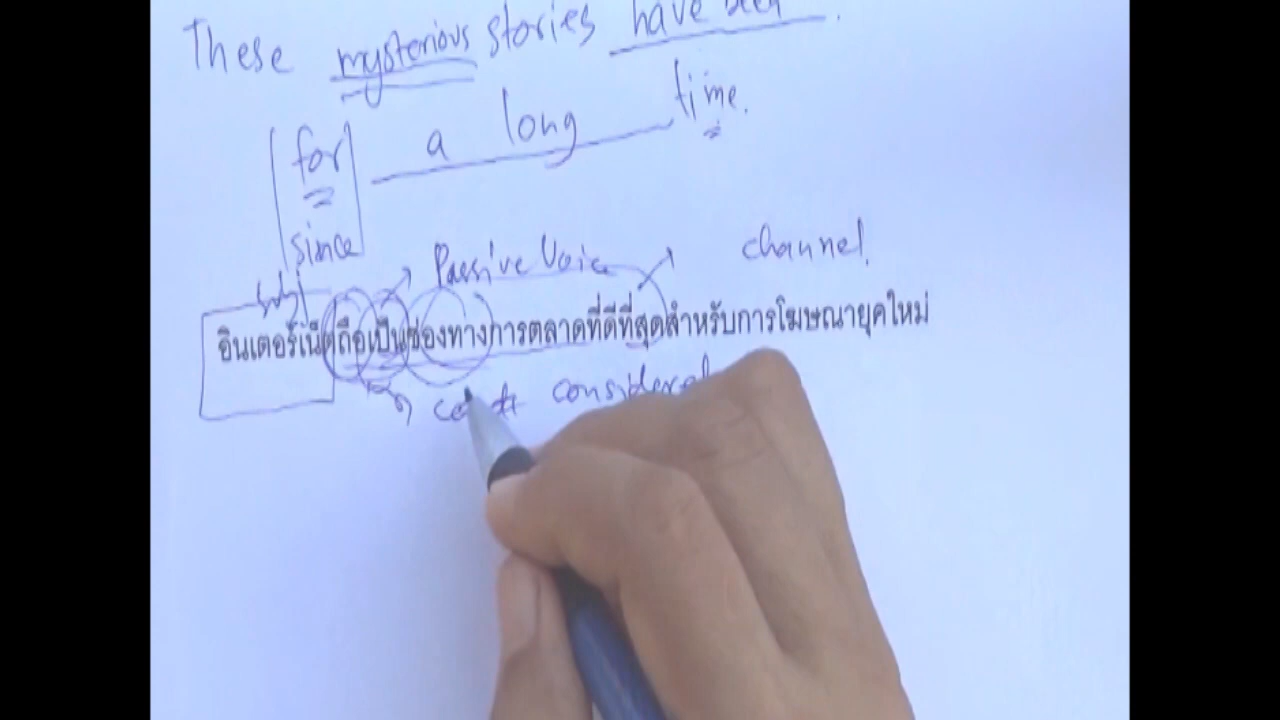 These mysterious stories have been.
for a long time.
since
Passive Voice channel.
subj
อินเตอร์เน็ตถือเป็นช่องทางการตลาดที่ดีที่สุดสำหรับการโฆษณายุคใหม่
considered